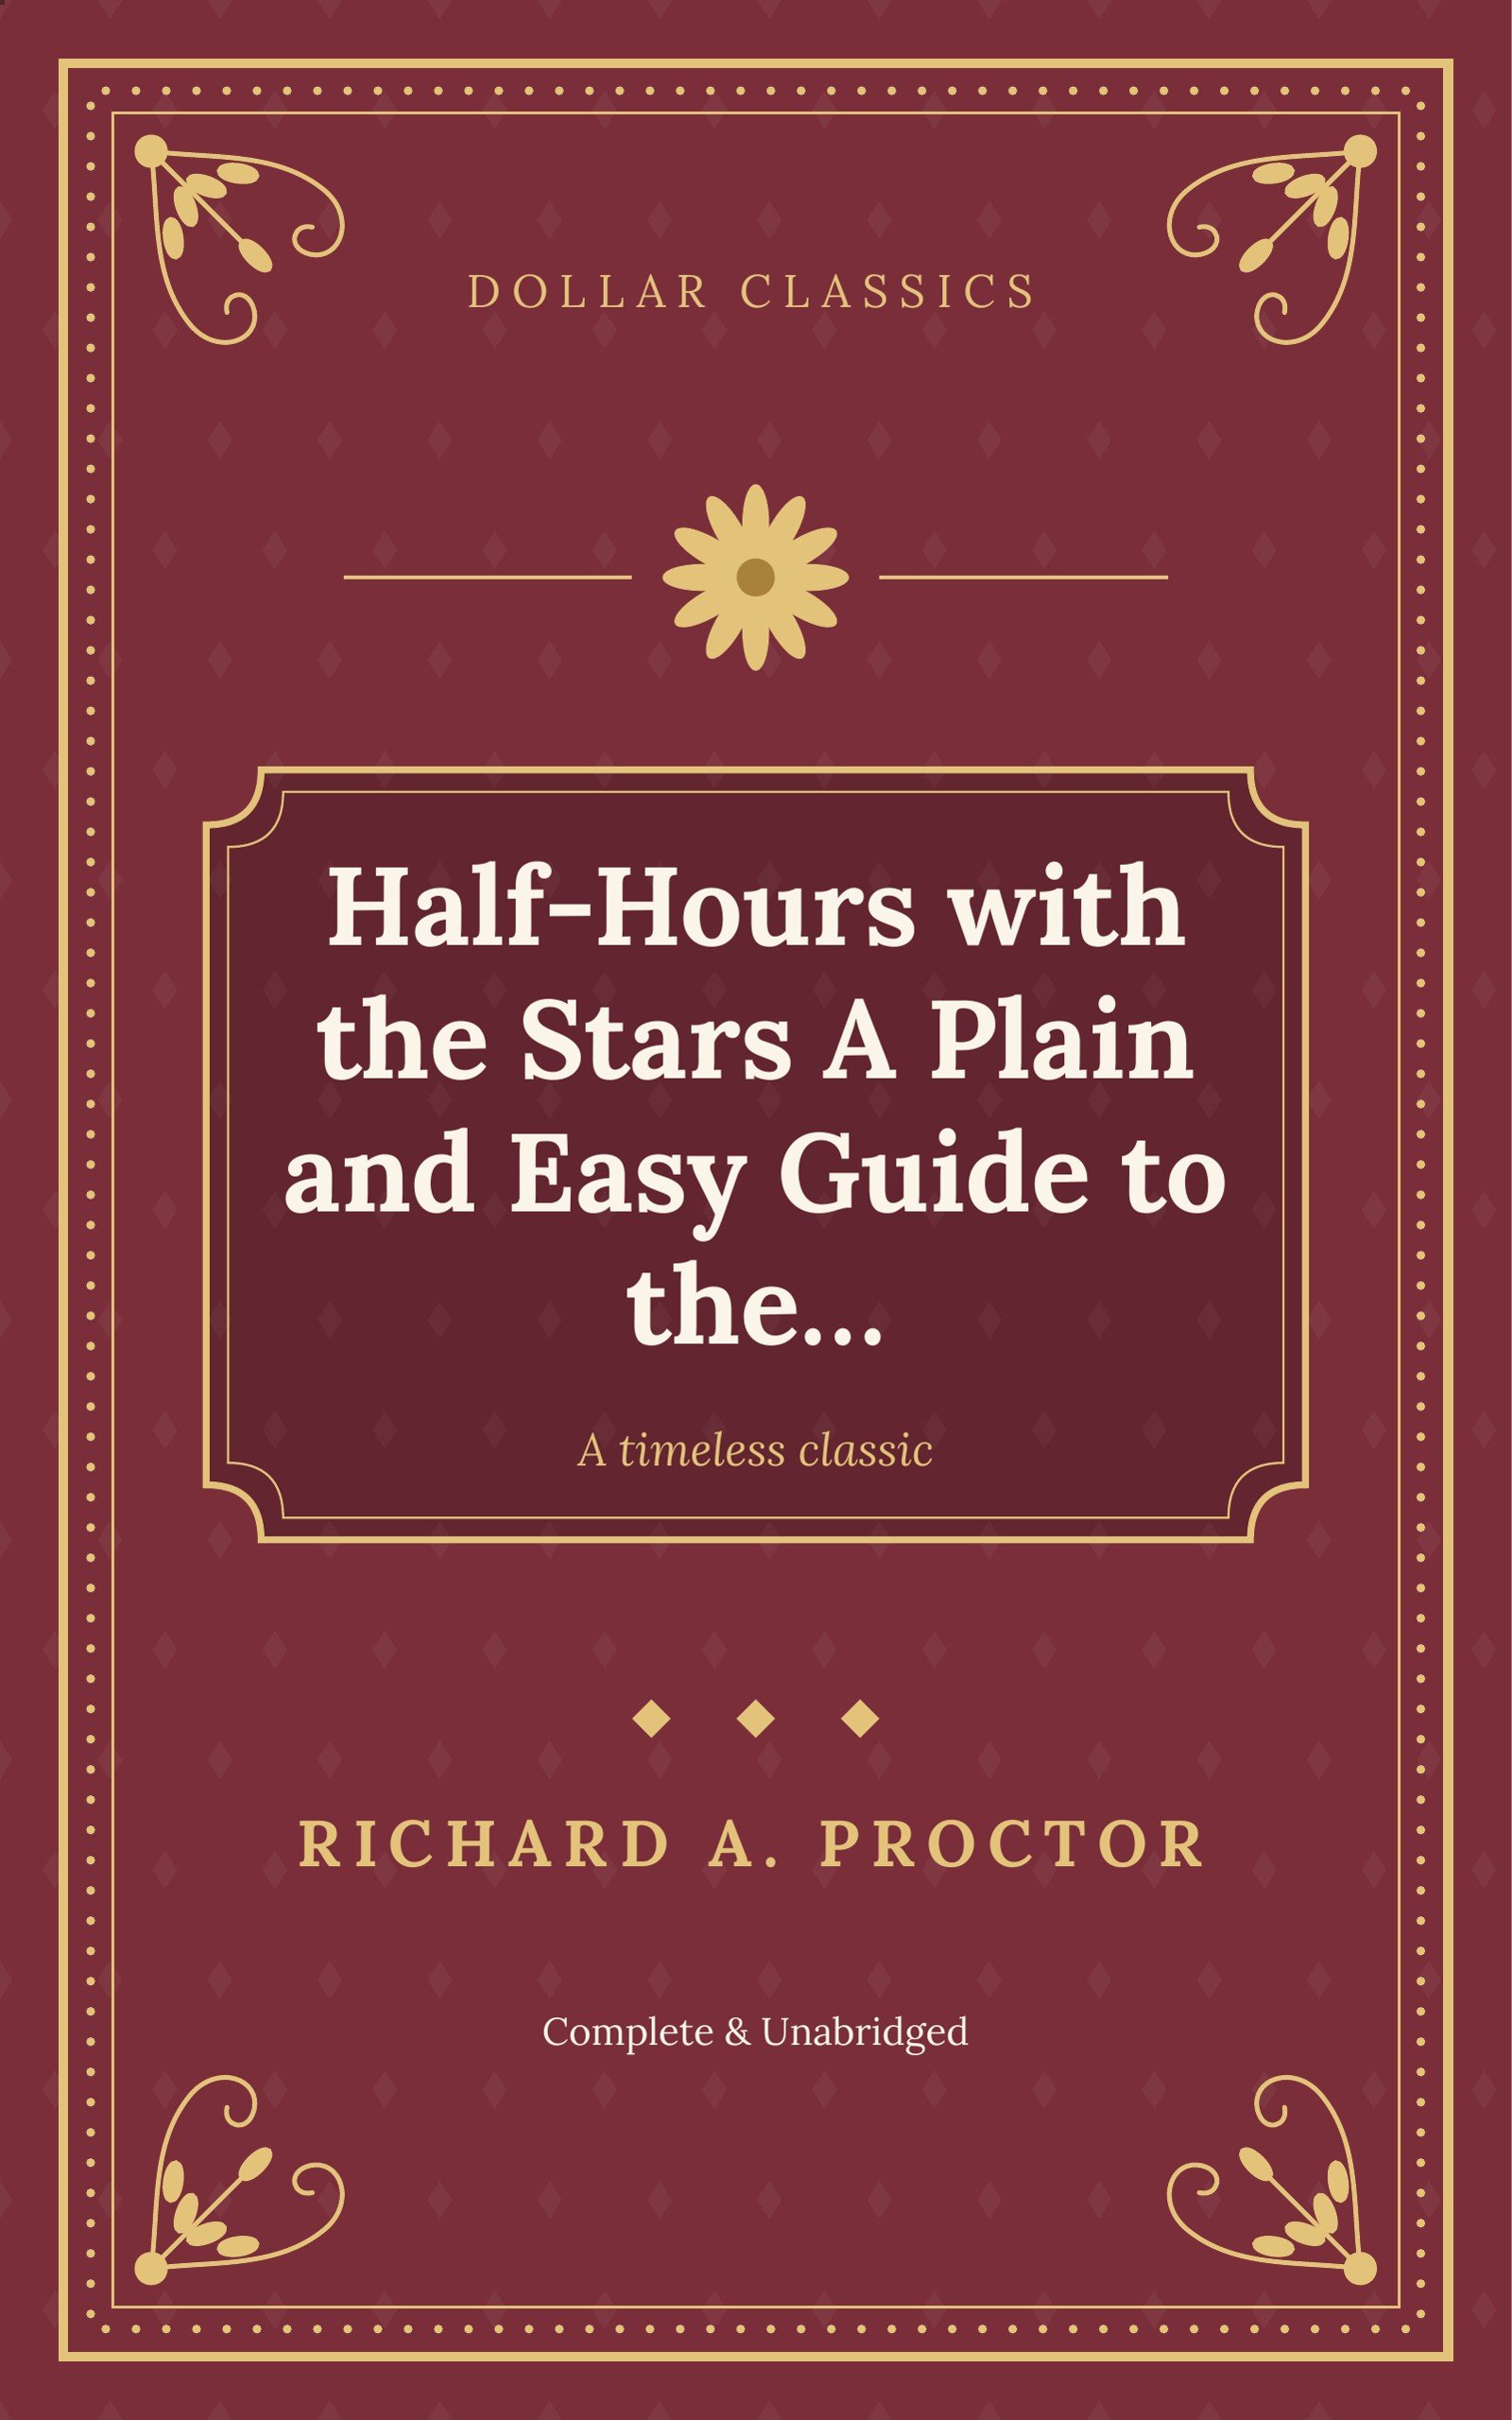 DOLLAR CLASSICS
Half-Hours with
the Stars A Plain
and Easy Guide to
the...
A timeless classic
RICHARD A. PROCTOR
Complete & Unabridged